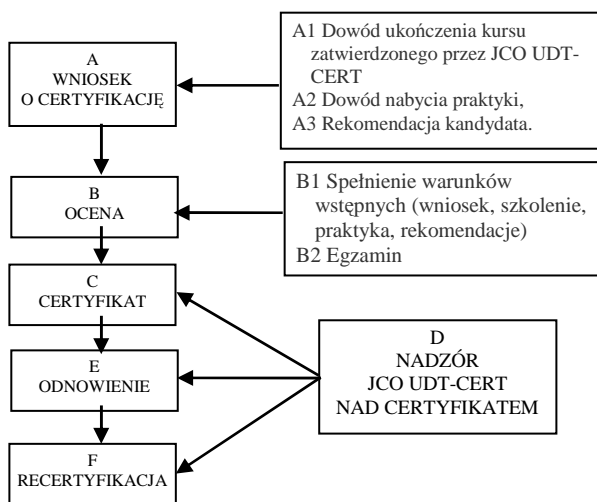 A
WNIOSEK
O CERTYFIKACJĘ
A1 Dowód ukończenia kursu
zatwierdzonego przez JCO UDT-
CERT
A2 Dowód nabycia praktyki,
A3 Rekomendacja kandydata.
B
OCENA
B1 Spełnienie warunków
wstępnych (wniosek, szkolenie,
praktyka, rekomendacje)
B2 Egzamin
C
CERTYFIKAT
D
NADZÓR
JCO UDT-CERT
NAD CERTYFIKATEM
E
ODNOWIENIE
F
RECERTYFIKACJA